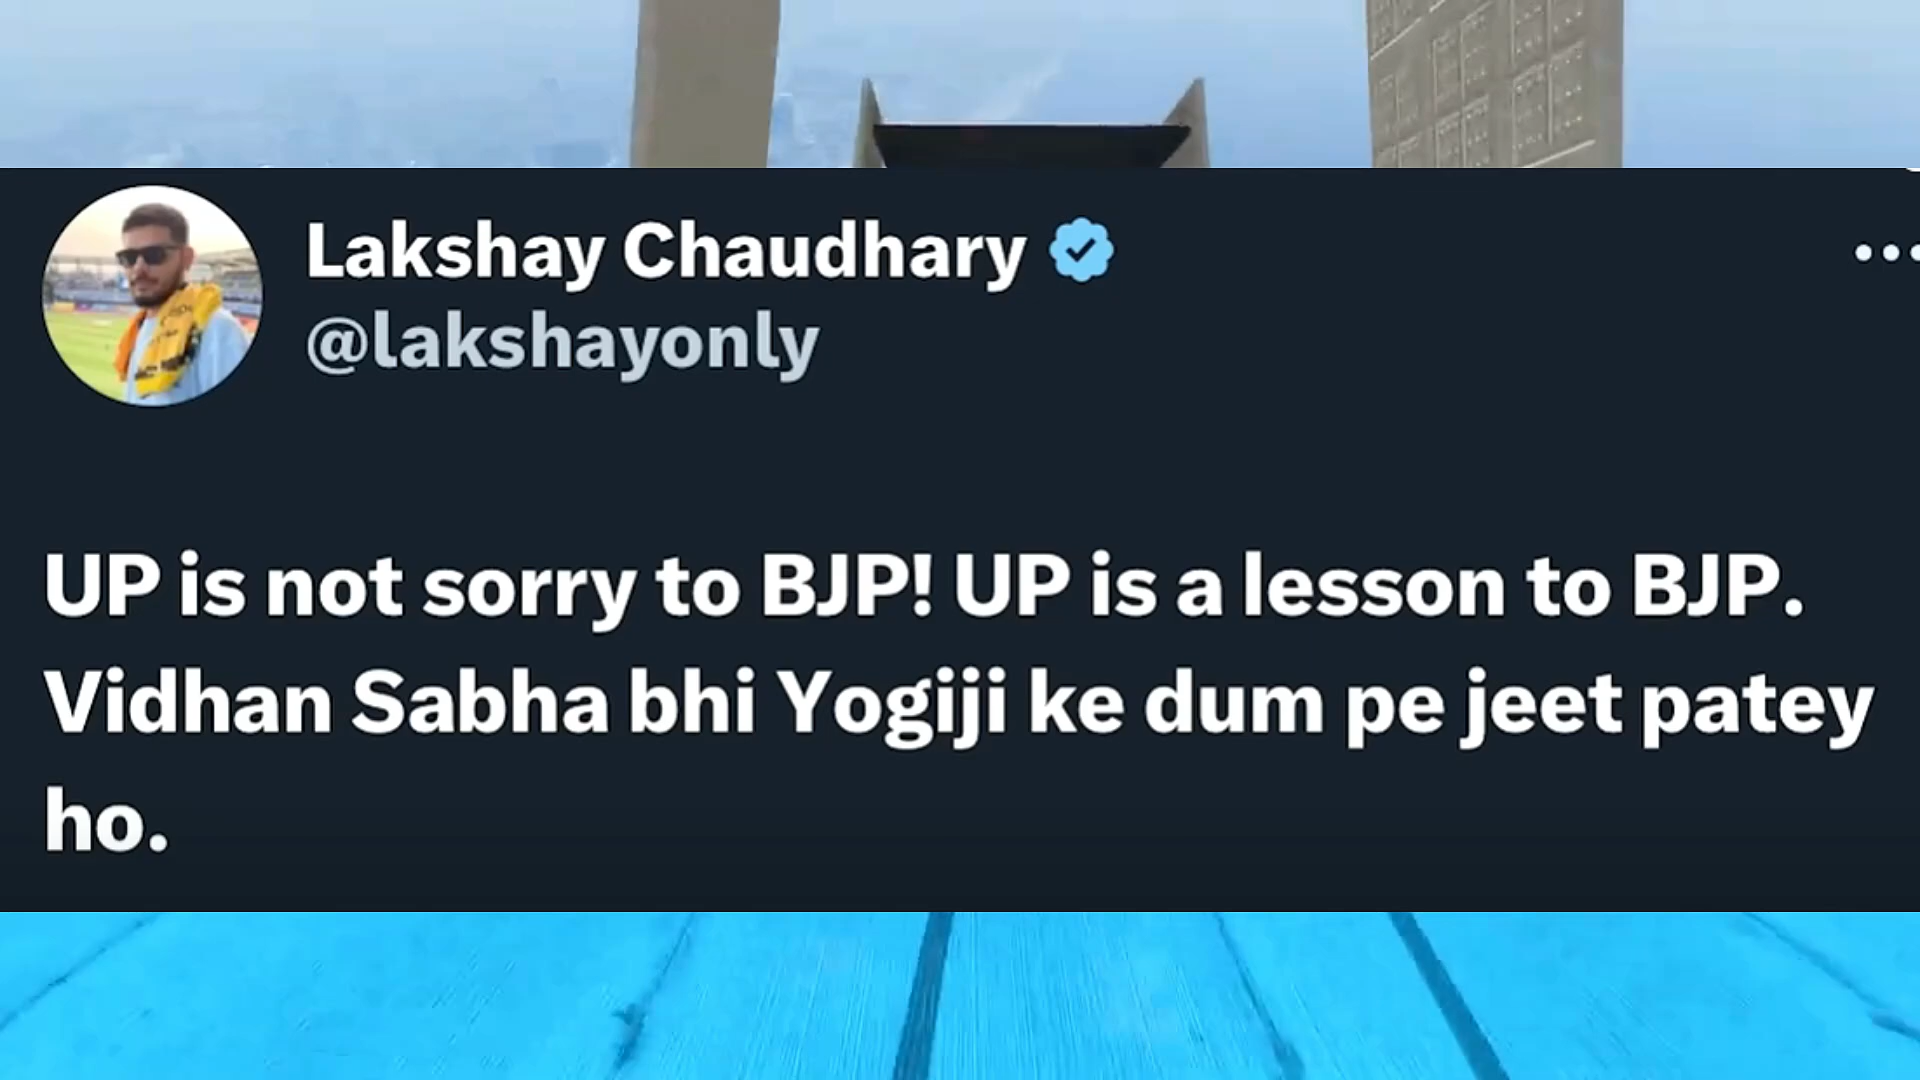 Lakshay Chaudhary
@lakshayonly
UP is not sorry to BJP! UP is a lesson to BJP.
Vidhan Sabha bhi Yogiji ke dum pe jeet patey
ho.